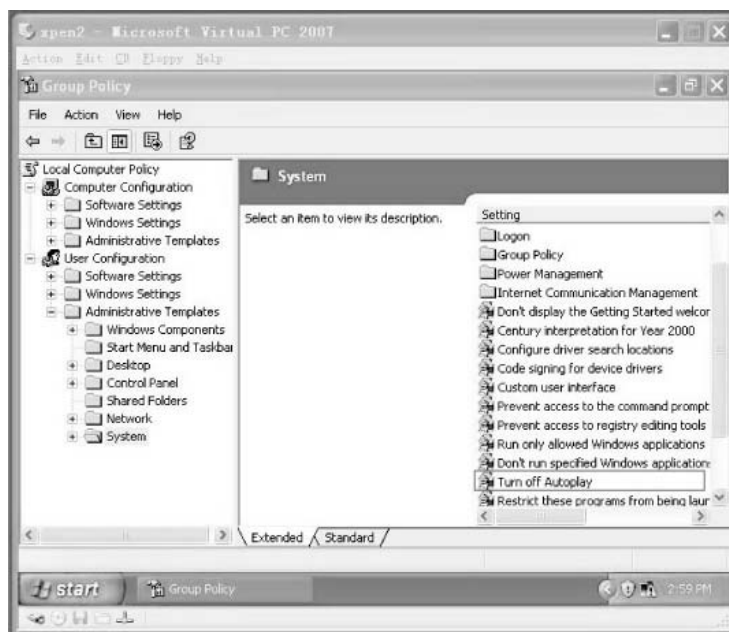 xpen2 - Microsoft Virtual PC 2007
Action Edit CD Floppy Help
Group Policy
File Action View Help
Local Computer Policy
Computer Configuration
Software Settings
Windows Settings
Administrative Templates
User Configuration
Software Settings
Windows Settings
Administrative Templates
Windows Components
Start Menu and Taskbar
Desktop
Control Panel
Shared Folders
Network
System
System
Select an item to view its description.
Setting
Logon
Group Policy
Power Management
Internet Communication Management
Don't display the Getting Started welcor
Century interpretation for Year 2000
Configure driver search locations
Code signing for device drivers
Custom user interface
Prevent access to the command prompt
Prevent access to registry editing tools
Run only allowed Windows applications
Don't run specified Windows applications
Turn off Autoplay
Restrict these programs from being laur
Extended Standard
start Group Policy 2:59 PM